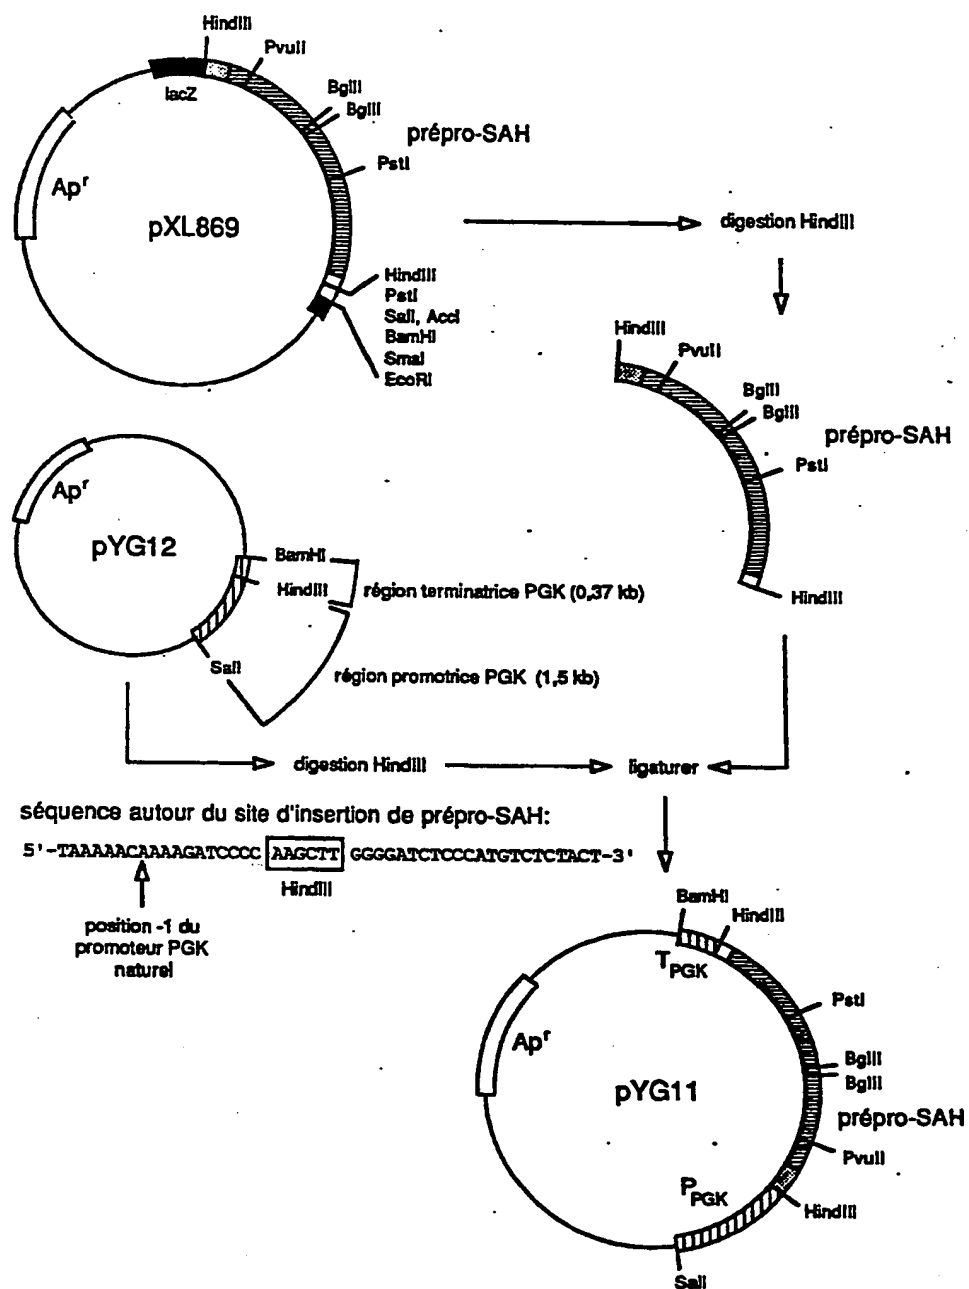 HindIII
PvuII
lacZ
BglII
BglII
prépro-SAH
PstI
Apʳ
pXL869
digestion HindIII
HindIII
PstI
SalI, AccI
BamHI
SmaI
EcoRI
HindIII
PvuII
BglII
BglII
prépro-SAH
PstI
HindIII
Apʳ
pYG12
BamHI
HindIII
région terminatrice PGK (0,37 kb)
SalI
région promotrice PGK (1,5 kb)
digestion HindIII
ligaturer
séquence autour du site d'insertion de prépro-SAH:
5'-TAAAAACAAAAGATCCCC AAGCTT GGGGATCTCCCATGTCTCTACT-3'
HindIII
position -1 du
promoteur PGK
naturel
BamHI
HindIII
T PGK
PstI
Apʳ
BglII
BglII
pYG11
prépro-SAH
PvuII
P PGK
HindIII
SalI